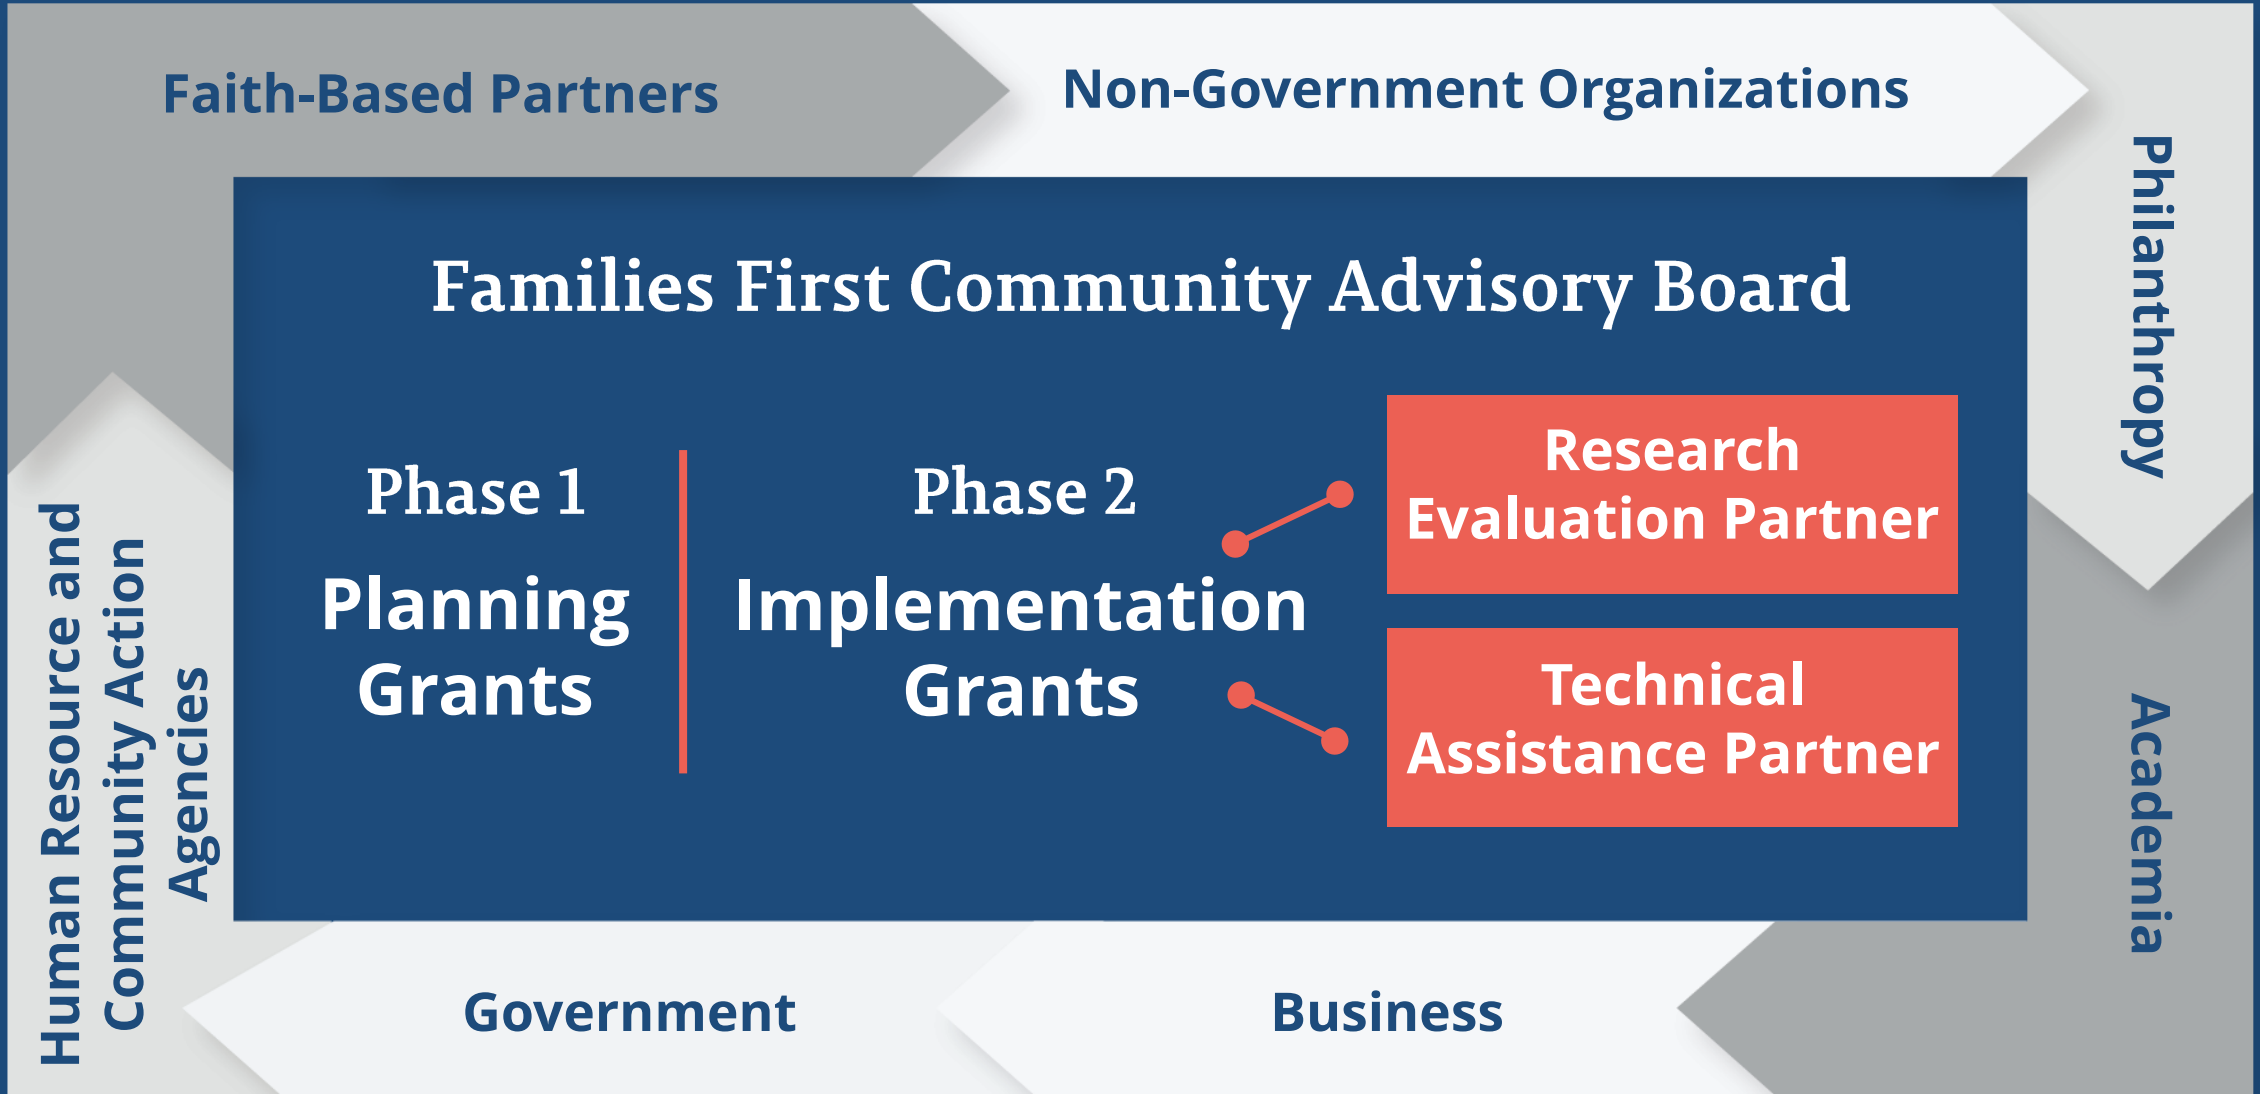 Faith-Based Partners
Non-Government Organizations
Philanthropy
Academia
Business
Government
Human Resource and
Community Action
Agencies
Families First Community Advisory Board
Phase 1
Planning
Grants
Phase 2
Implementation
Grants
Research
Evaluation Partner
Technical
Assistance Partner